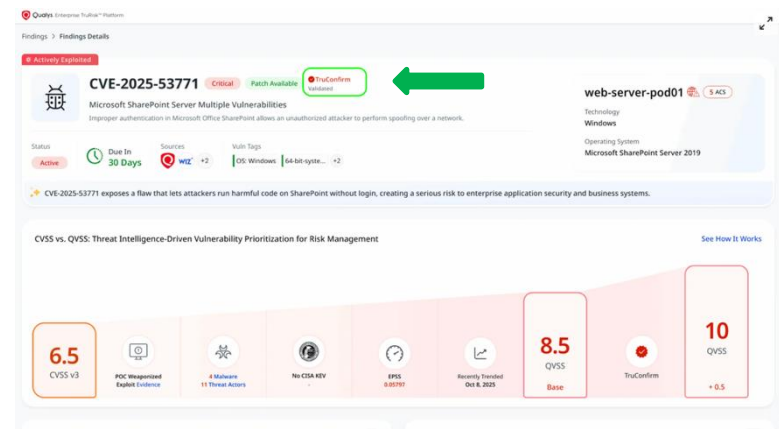 Qualys Enterprise TruRisk™ Platform
Findings > Findings Details
Actively Exploited
CVE-2025-53771 Critical Patch Available TruConfirm Validated
Microsoft SharePoint Server Multiple Vulnerabilities
Improper authentication in Microsoft Office SharePoint allows an unauthorized attacker to perform spoofing over a network.
Status
Active
Due In
30 Days
Sources
WIZ +2
Vuln Tags
OS: Windows 64-bit-syste... +2
web-server-pod01 5 ACS
Technology
Windows
Operating System
Microsoft SharePoint Server 2019
CVE-2025-53771 exposes a flaw that lets attackers run harmful code on SharePoint without login, creating a serious risk to enterprise application security and business systems.
CVSS vs. QVSS: Threat Intelligence-Driven Vulnerability Prioritization for Risk Management
See How It Works
6.5
CVSS v3
POC Weaponized
Exploit Evidence
4 Malware
11 Threat Actors
No CISA KEV
-
EPSS
0.05797
Recently Trended
Oct 8, 2025
8.5
QVSS
Base
TruConfirm
10
QVSS
+ 0.5